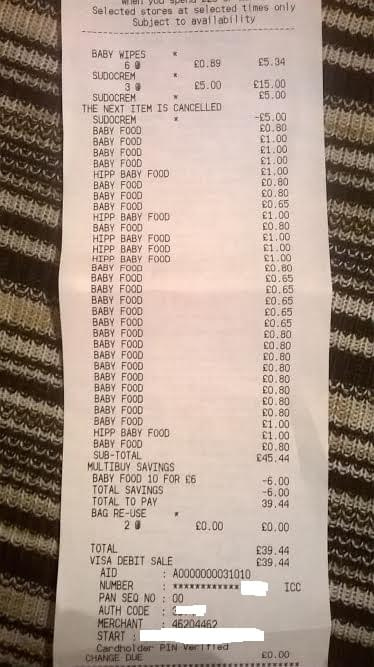 when you spend
Selected stores at selected times only
Subject to availability
BABY WIPES *
6 @ £0.89 £5.34
SUDOCREM *
3 @ £5.00 £15.00
SUDOCREM * £5.00
THE NEXT ITEM IS CANCELLED
SUDOCREM * -£5.00
BABY FOOD £0.80
BABY FOOD £1.00
BABY FOOD £1.00
BABY FOOD £1.00
HIPP BABY FOOD £1.00
BABY FOOD £0.80
BABY FOOD £0.80
BABY FOOD £0.65
HIPP BABY FOOD £1.00
BABY FOOD £0.80
HIPP BABY FOOD £1.00
HIPP BABY FOOD £1.00
HIPP BABY FOOD £1.00
BABY FOOD £0.80
BABY FOOD £0.65
BABY FOOD £0.65
BABY FOOD £0.65
BABY FOOD £0.65
BABY FOOD £0.65
BABY FOOD £0.80
BABY FOOD £0.80
BABY FOOD £0.80
BABY FOOD £0.80
BABY FOOD £0.80
BABY FOOD £0.80
BABY FOOD £0.80
BABY FOOD £0.80
BABY FOOD £1.00
HIPP BABY FOOD £1.00
BABY FOOD £0.80
SUB-TOTAL £45.44
MULTIBUY SAVINGS
BABY FOOD 10 FOR £6 -6.00
TOTAL SAVINGS -6.00
TOTAL TO PAY 39.44
BAG RE-USE *
2 @ £0.00 £0.00
TOTAL £39.44
VISA DEBIT SALE £39.44
AID : A0000000031010
NUMBER : ************ ICC
PAN SEQ NO : 00
AUTH CODE : 3
MERCHANT : 46204462
START :
Cardholder PIN Verified
CHANGE DUE £0.00